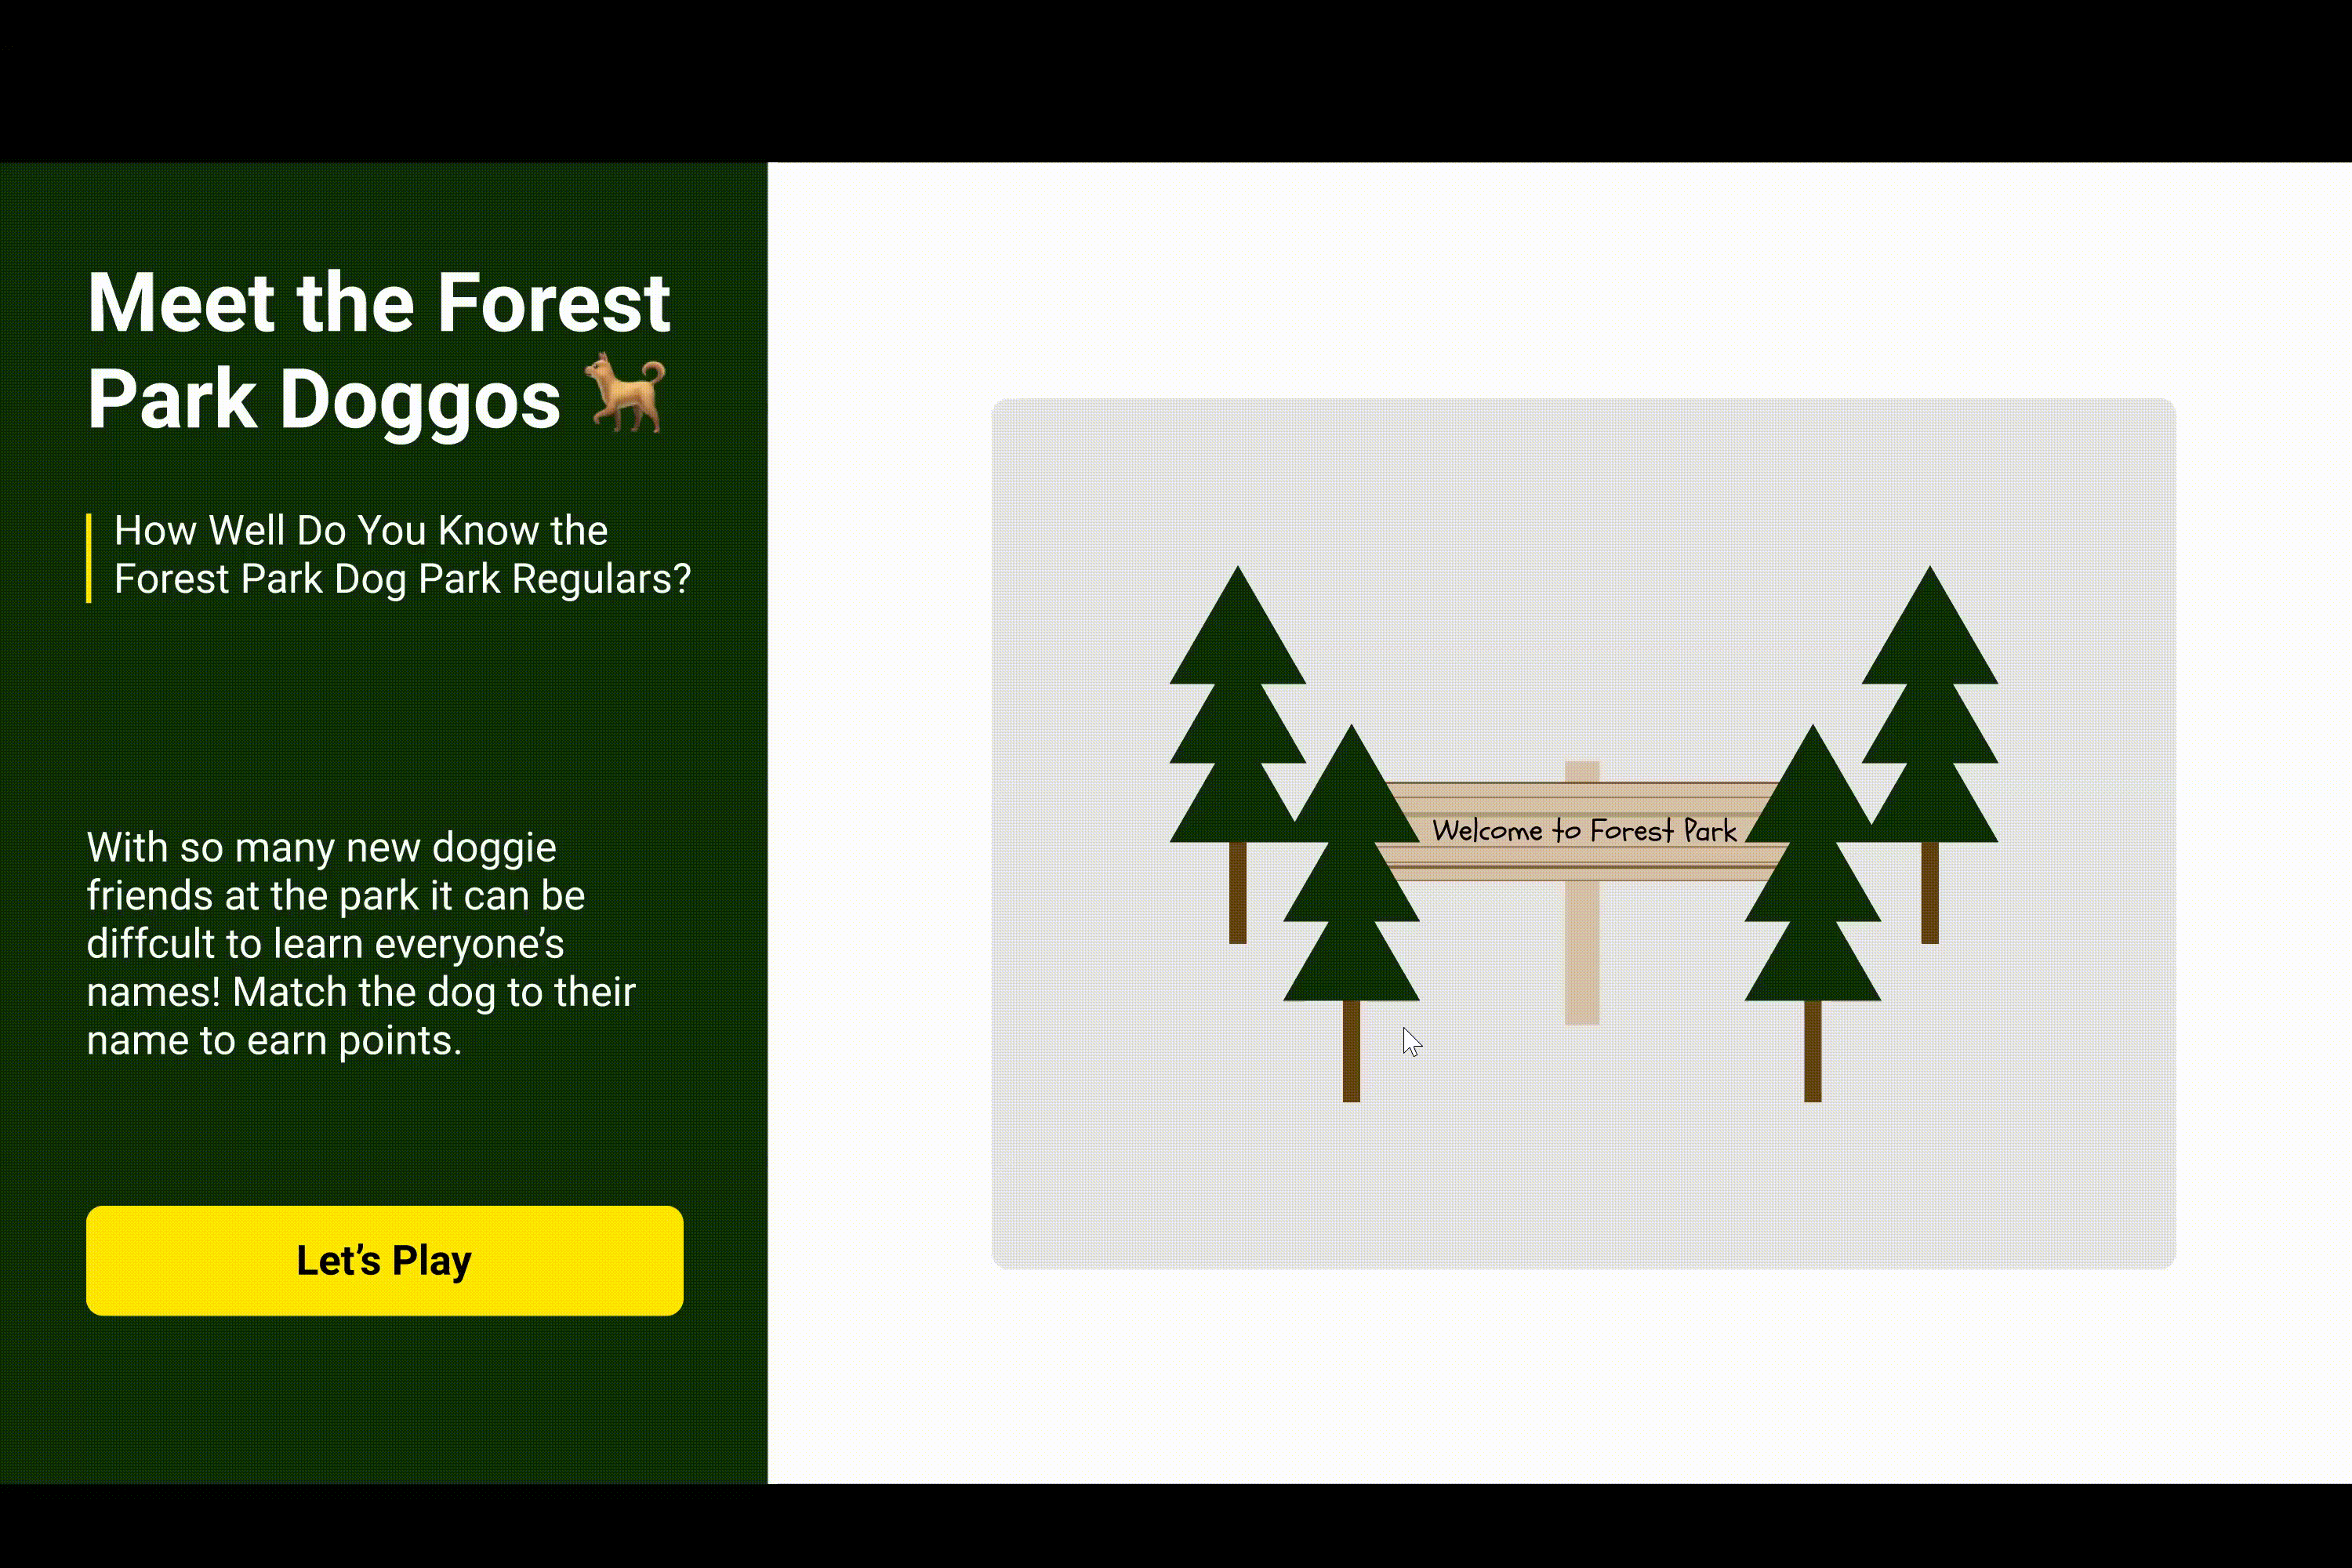 Meet the Forest
Park Doggos
How Well Do You Know the
Forest Park Dog Park Regulars?
With so many new doggie
friends at the park it can be
diffcult to learn everyone’s
names! Match the dog to their
name to earn points.
Let’s Play
Welcome to Forest Park